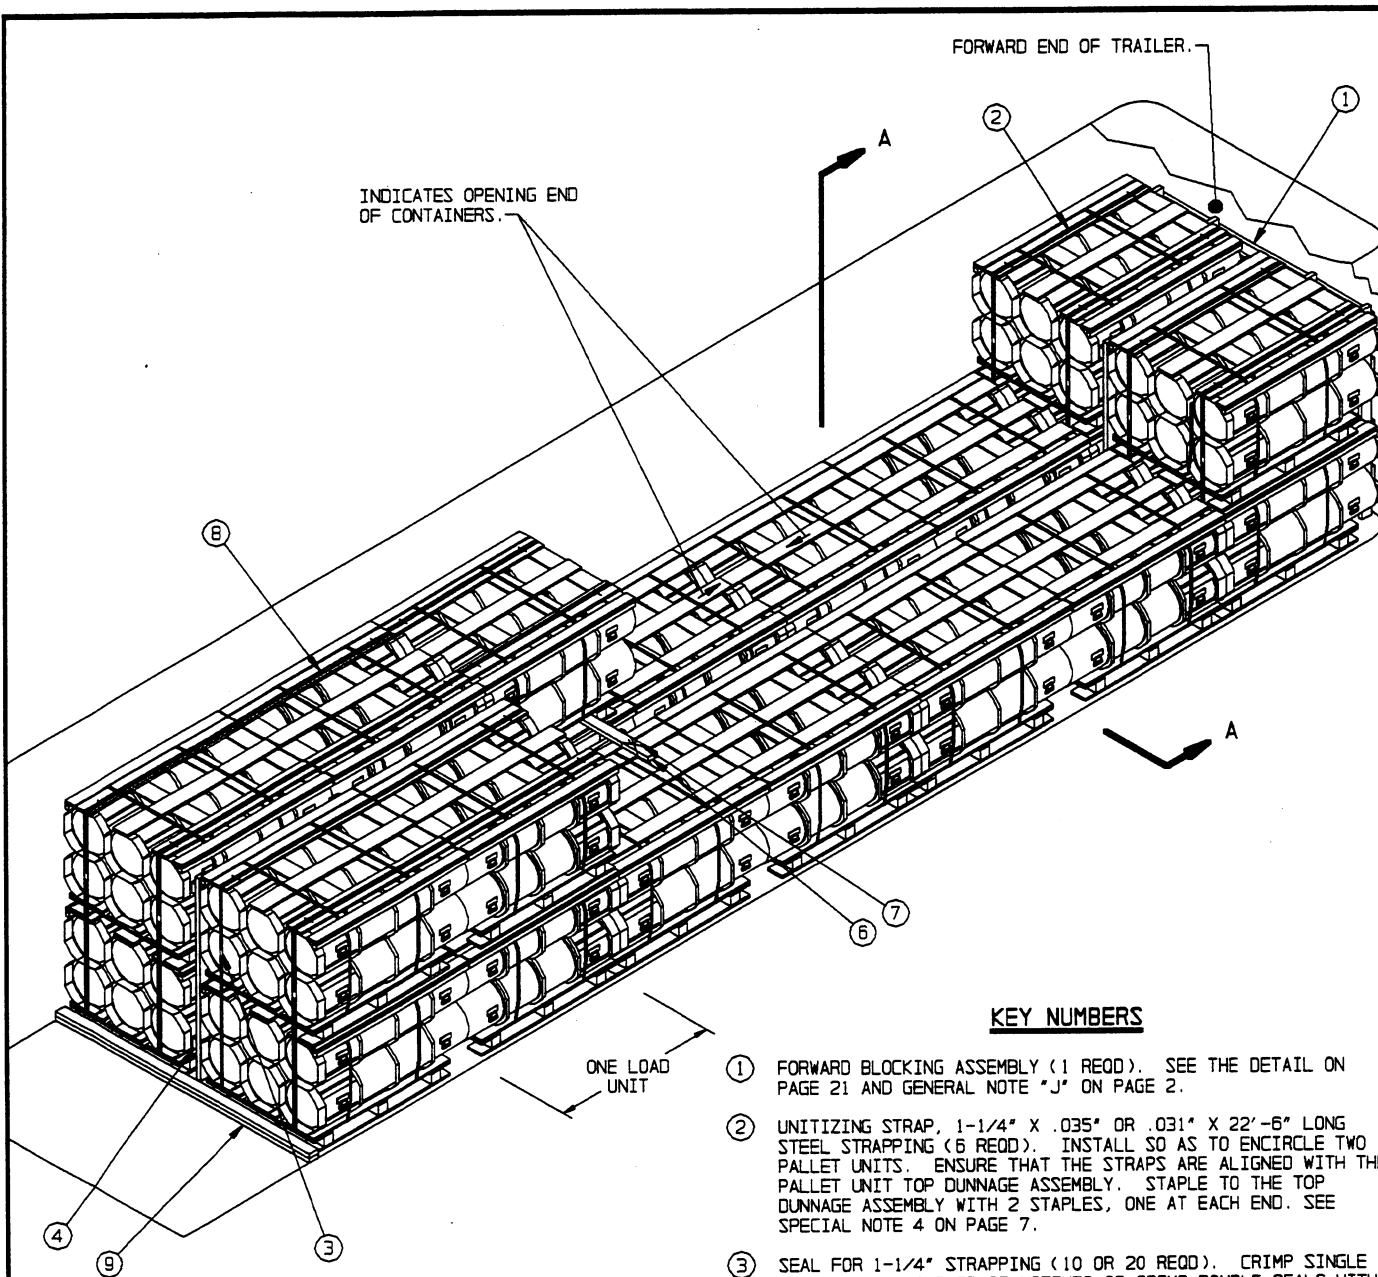 FORWARD END OF TRAILER.
1
2
A
INDICATES OPENING END
OF CONTAINERS.
8
A
7
6
ONE LOAD
UNIT
4
9
3
KEY NUMBERS
1 FORWARD BLOCKING ASSEMBLY (1 REQD). SEE THE DETAIL ON
PAGE 21 AND GENERAL NOTE "J" ON PAGE 2.
2 UNITIZING STRAP, 1-1/4" X .035" OR .031" X 22'-6" LONG
STEEL STRAPPING (6 REQD). INSTALL SO AS TO ENCIRCLE TWO
PALLET UNITS. ENSURE THAT THE STRAPS ARE ALIGNED WITH THE
PALLET UNIT TOP DUNNAGE ASSEMBLY. STAPLE TO THE TOP
DUNNAGE ASSEMBLY WITH 2 STAPLES, ONE AT EACH END. SEE
SPECIAL NOTE 4 ON PAGE 7.
3 SEAL FOR 1-1/4" STRAPPING (10 OR 20 REQD). CRIMP SINGLE